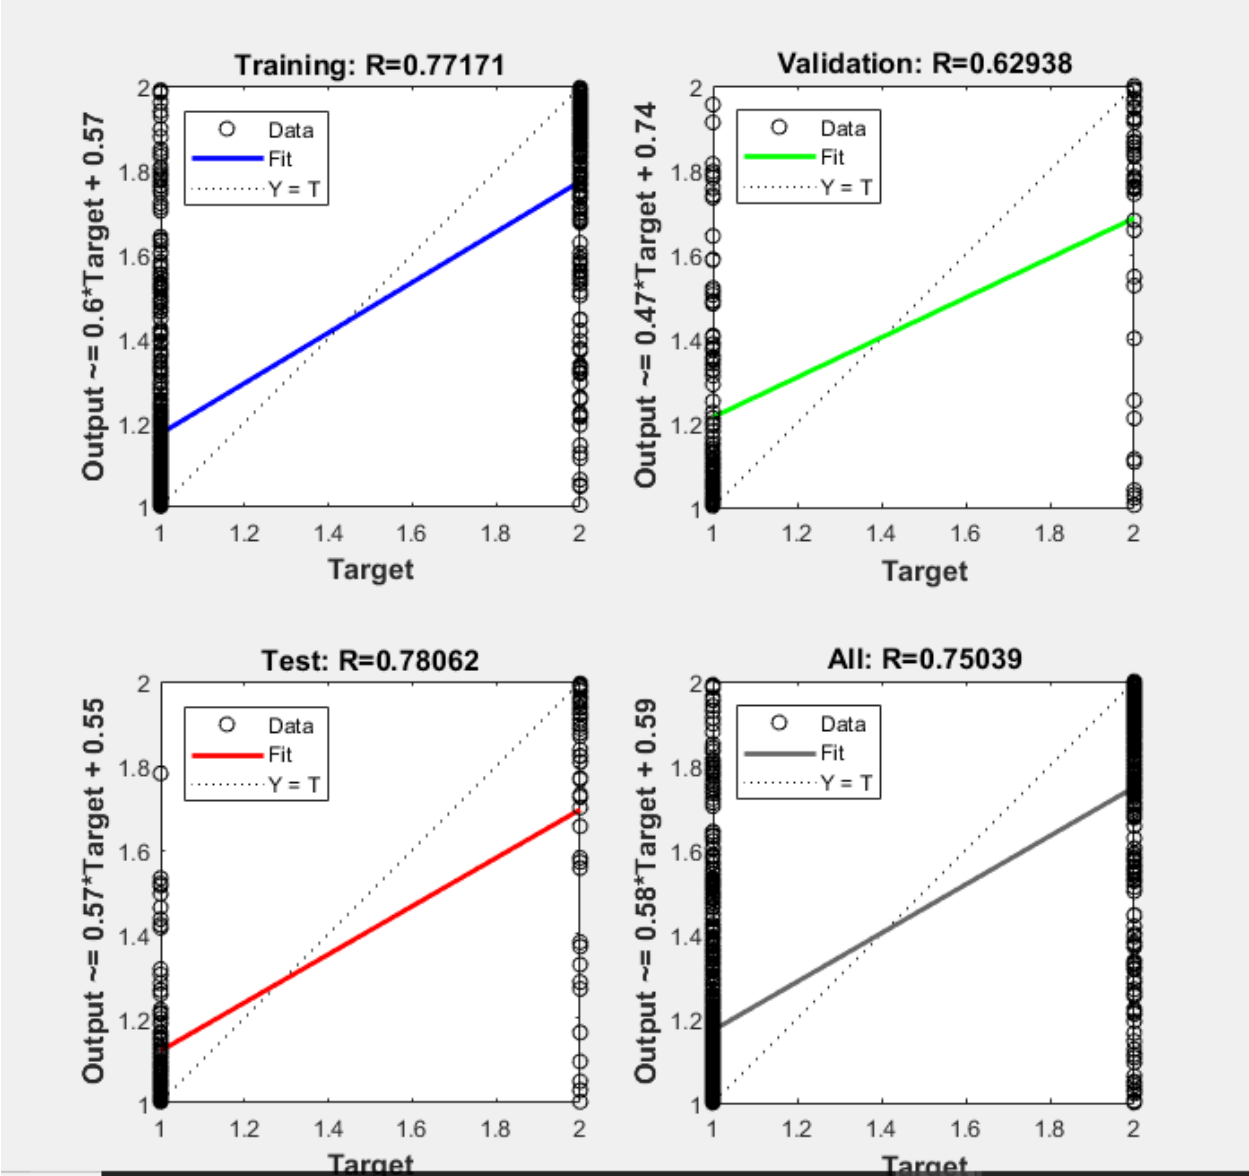 Training: R=0.77171
Output ~= 0.6*Target + 0.57
2
1.8
1.6
1.4
1.2
1
Data
Fit
Y = T
1 1.2 1.4 1.6 1.8 2
Target
Validation: R=0.62938
Output ~= 0.47*Target + 0.74
2
1.8
1.6
1.4
1.2
1
Data
Fit
Y = T
1 1.2 1.4 1.6 1.8 2
Target
Test: R=0.78062
Output ~= 0.57*Target + 0.55
2
1.8
1.6
1.4
1.2
1
Data
Fit
Y = T
1 1.2 1.4 1.6 1.8 2
Target
All: R=0.75039
Output ~= 0.58*Target + 0.59
2
1.8
1.6
1.4
1.2
1
Data
Fit
Y = T
1 1.2 1.4 1.6 1.8 2
Target